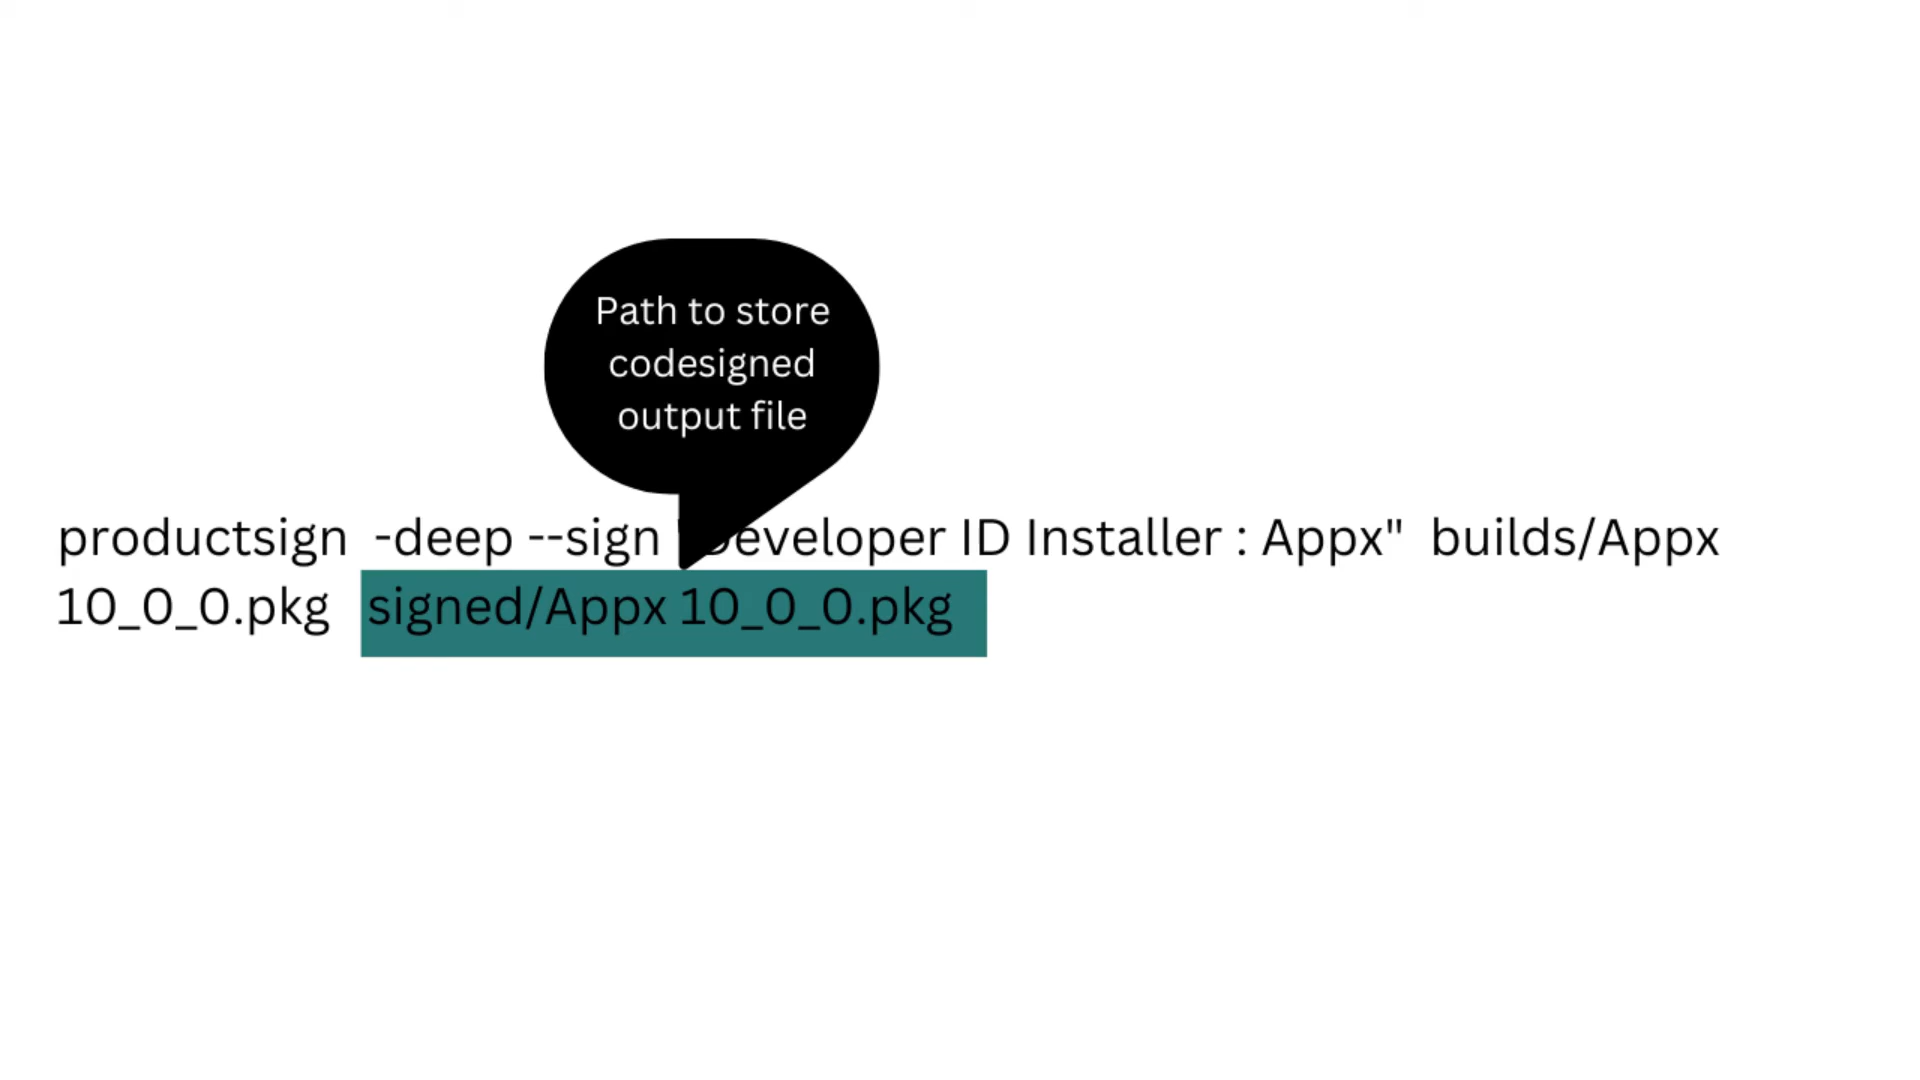 Path to store
codesigned
output file
productsign -deep --sign "Developer ID Installer : Appx" builds/Appx
10_0_0.pkg signed/Appx 10_0_0.pkg